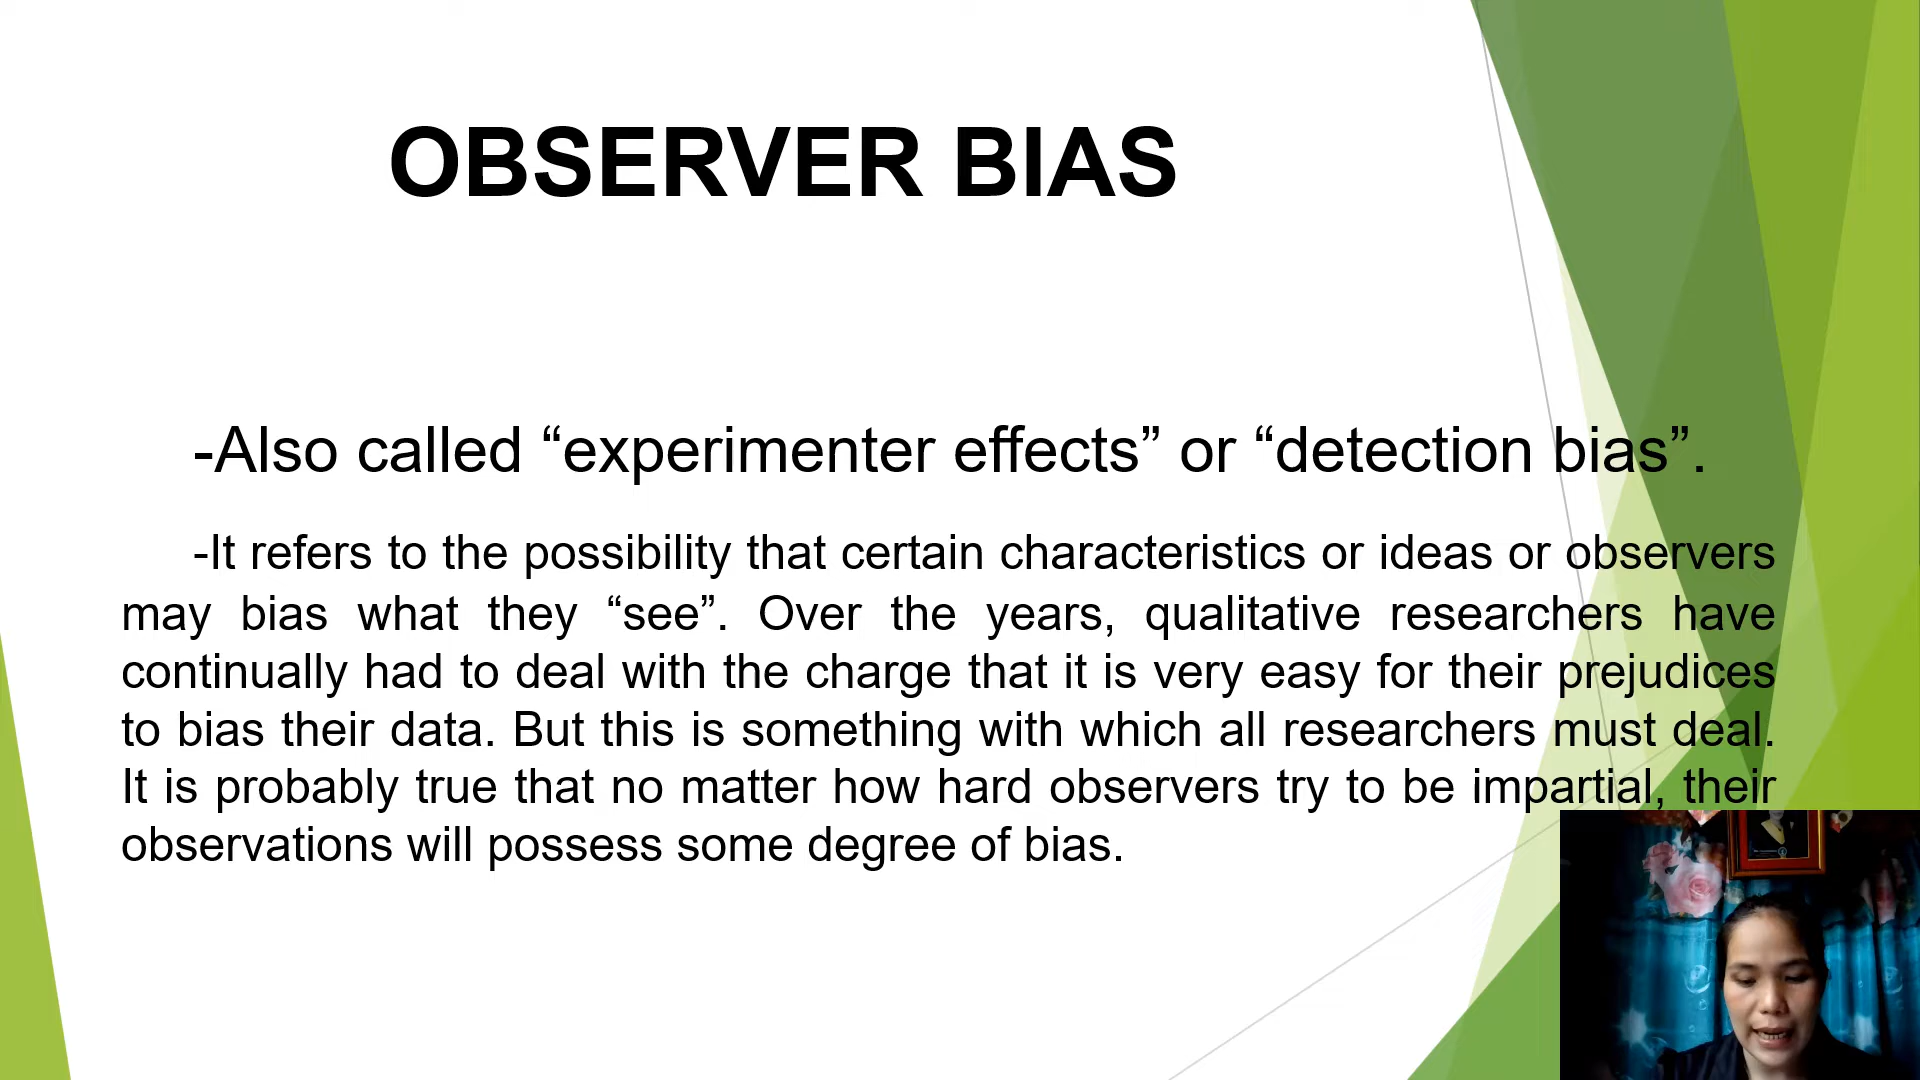 OBSERVER BIAS
-Also called “experimenter effects” or “detection bias”.
-It refers to the possibility that certain characteristics or ideas or observers
may bias what they “see”. Over the years, qualitative researchers have
continually had to deal with the charge that it is very easy for their prejudices
to bias their data. But this is something with which all researchers must deal.
It is probably true that no matter how hard observers try to be impartial, their
observations will possess some degree of bias.